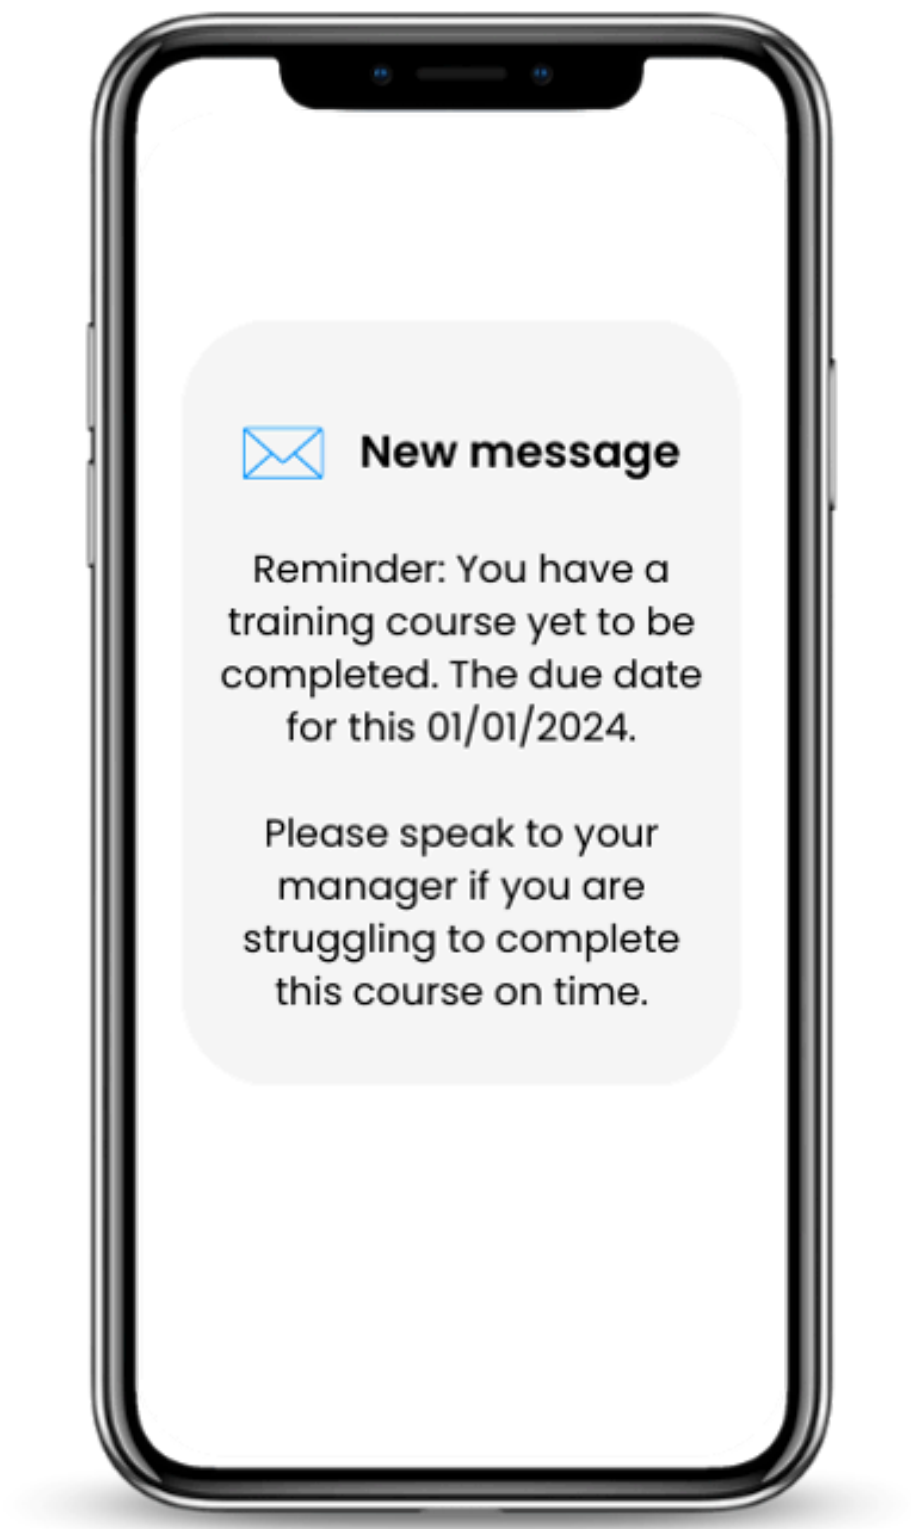 New message
Reminder: You have a
training course yet to be
completed. The due date
for this 01/01/2024.
Please speak to your
manager if you are
struggling to complete
this course on time.